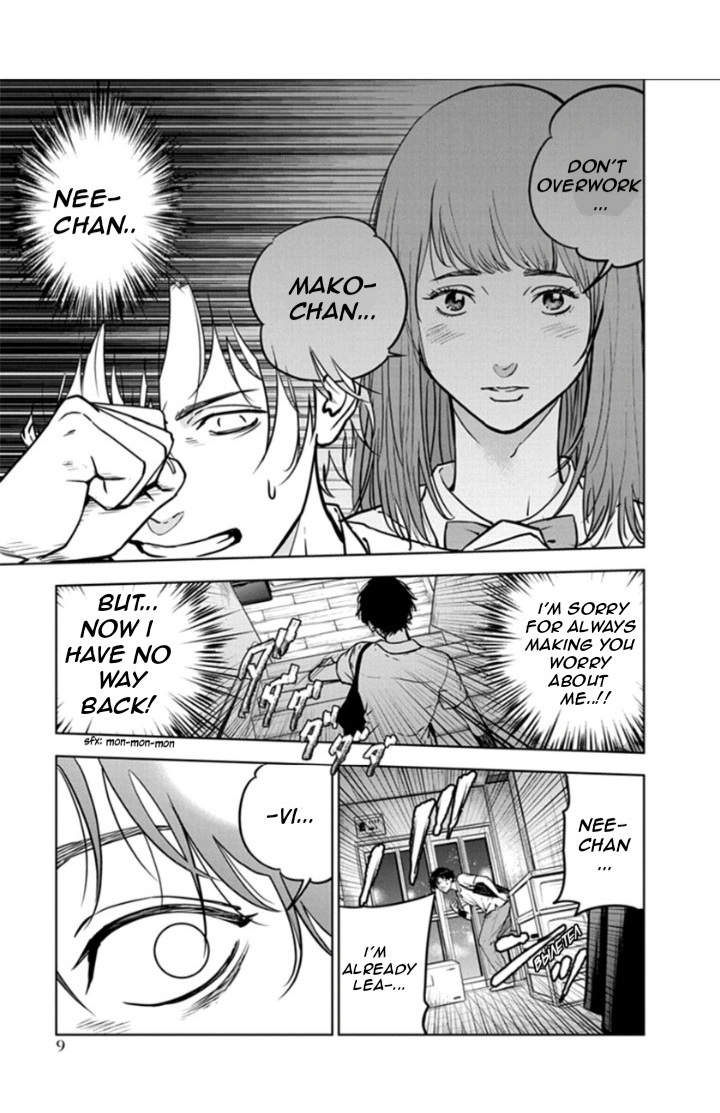 DON'T
OVERWORK
...
MAKO-
CHAN...
NEE-
CHAN..
I'M SORRY
FOR ALWAYS
MAKING YOU
WORRY
ABOUT
ME..!!
BUT...
NOW I
HAVE NO
WAY
BACK!
sfx: mon-mon-mon
NEE-
CHAN
...
I'M
ALREADY
LEA-...
ВЫЛЕТЕЛ
-VI...
9